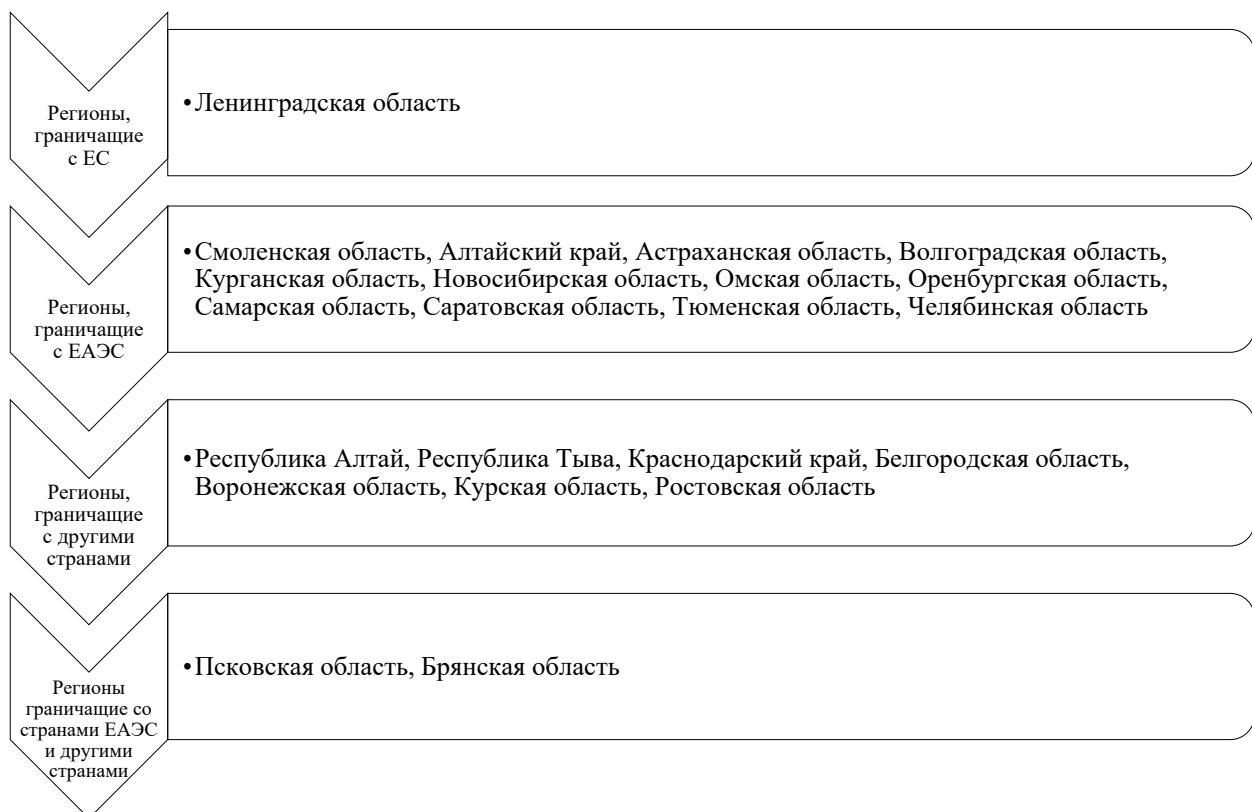 Регионы,
граничащие
с ЕС
•Ленинградская область
Регионы,
граничащие
с ЕАЭС
•Смоленская область, Алтайский край, Астраханская область, Волгоградская область,
Курганская область, Новосибирская область, Омская область, Оренбургская область,
Самарская область, Саратовская область, Тюменская область, Челябинская область
Регионы,
граничащие
с другими
странами
•Республика Алтай, Республика Тыва, Краснодарский край, Белгородская область,
Воронежская область, Курская область, Ростовская область
Регионы
граничащие со
странами ЕАЭС
и другими
странами
•Псковская область, Брянская область